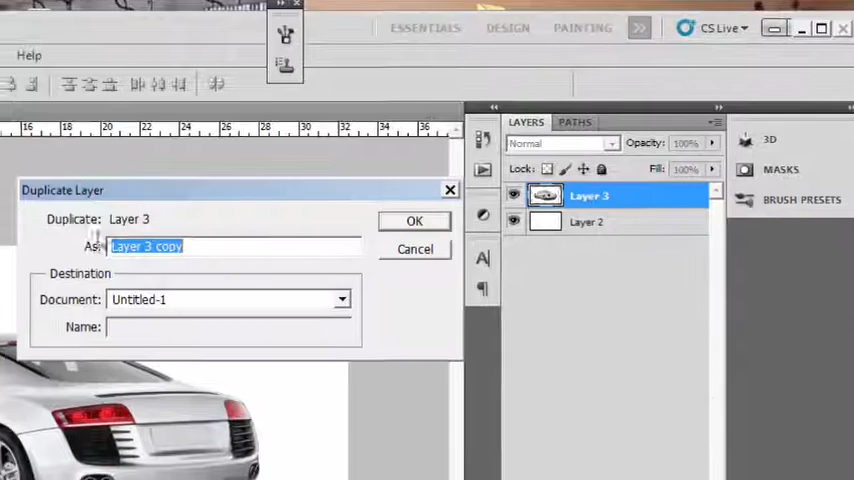 ESSENTIALS DESIGN PAINTING CS Live
Help
16 18 20 22 24 26 28 30 32 34 36
LAYERS PATHS
Normal Opacity: 100%
Lock: Fill: 100%
Layer 3
Layer 2
3D
MASKS
BRUSH PRESETS
Duplicate Layer
Duplicate: Layer 3 OK
As: Layer 3 copy Cancel
Destination
Document: Untitled-1
Name: